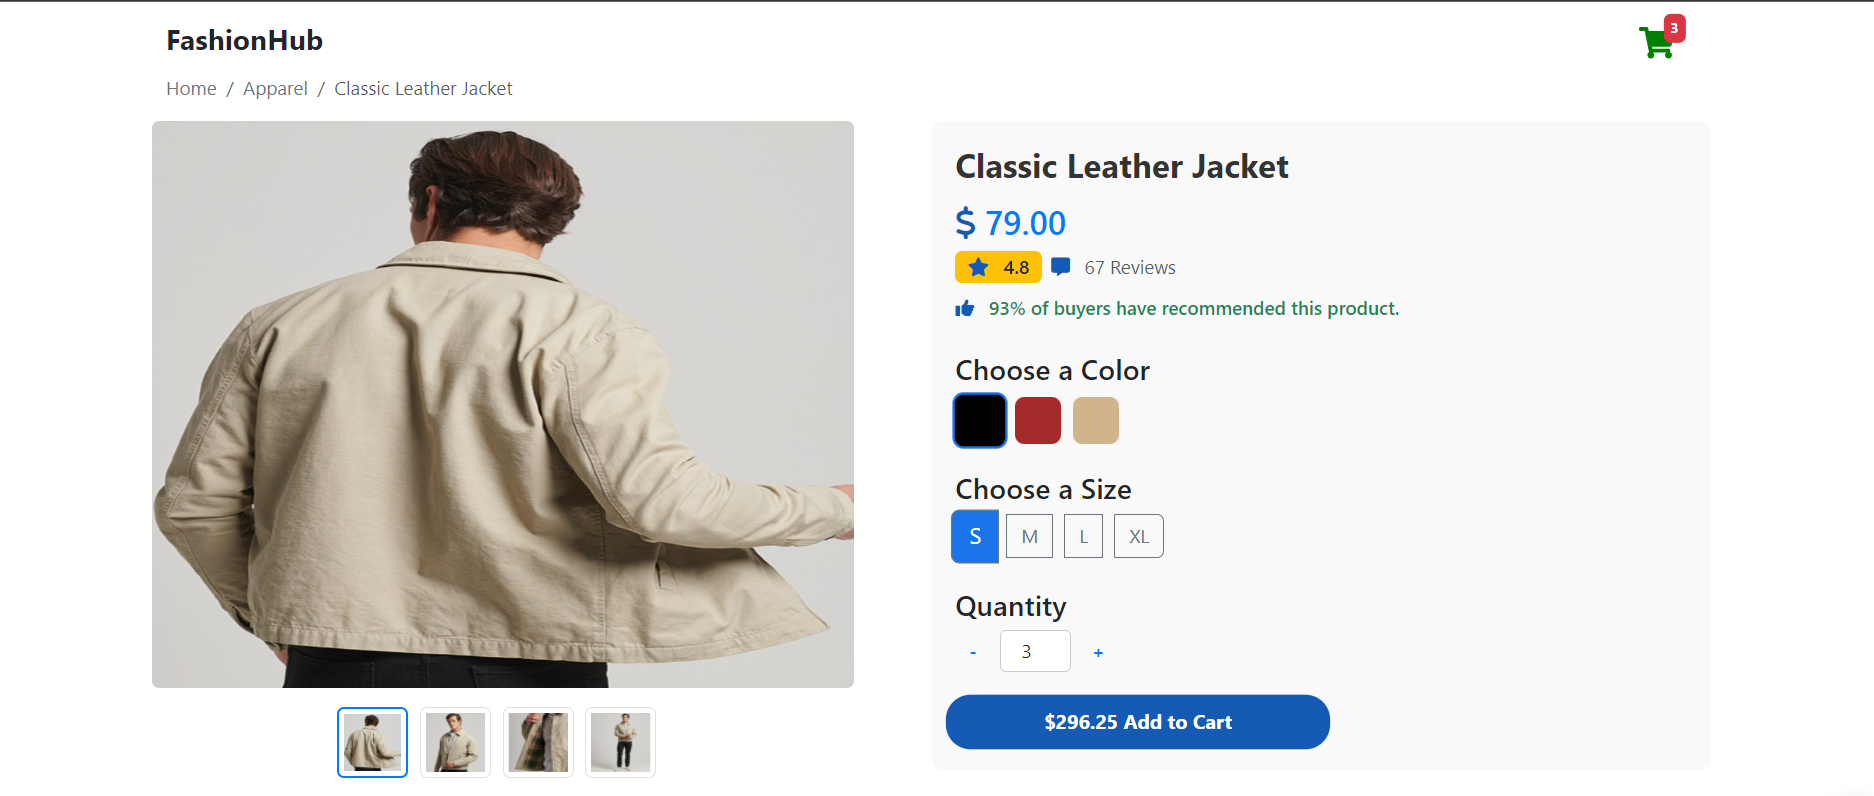 FashionHub
3
Home / Apparel / Classic Leather Jacket
Classic Leather Jacket
$ 79.00
4.8 67 Reviews
93% of buyers have recommended this product.
Choose a Color
Choose a Size
S M L XL
Quantity
- 3 +
$296.25 Add to Cart